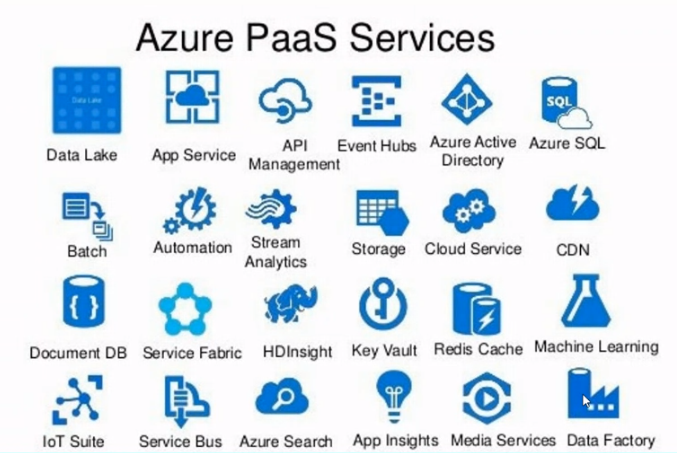 Azure PaaS Services
Data Lake
Data Lake
App Service
API
Management
Event Hubs
Azure Active
Directory
SQL
Azure SQL
Batch
Automation
Stream
Analytics
Storage
Cloud Service
CDN
{ }
Document DB
Service Fabric
HDInsight
Key Vault
Redis Cache
Machine Learning
IoT Suite
Service Bus
Azure Search
App Insights
Media Services
Data Factory